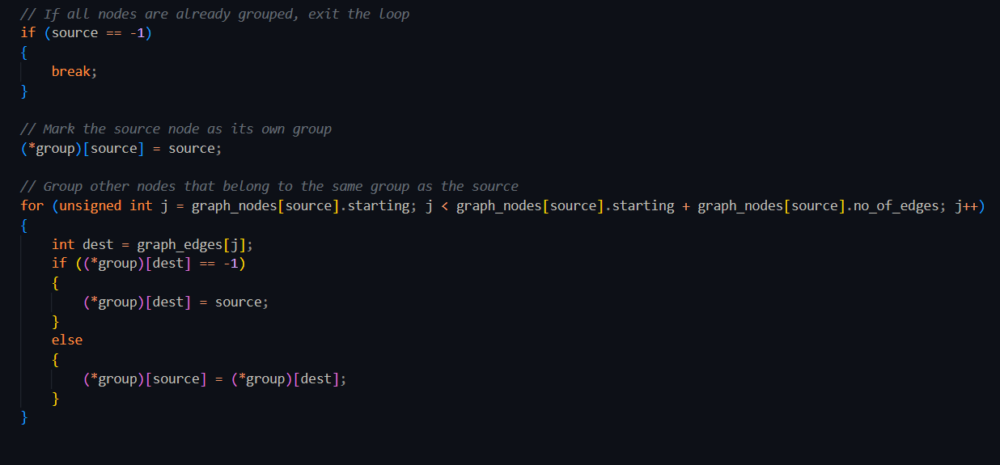 // If all nodes are already grouped, exit the loop
if (source == -1)
{
    break;
}

// Mark the source node as its own group
(*group)[source] = source;

// Group other nodes that belong to the same group as the source
for (unsigned int j = graph_nodes[source].starting; j < graph_nodes[source].starting + graph_nodes[source].no_of_edges; j++)
{
    int dest = graph_edges[j];
    if ((*group)[dest] == -1)
    {
        (*group)[dest] = source;
    }
    else
    {
        (*group)[source] = (*group)[dest];
    }
}